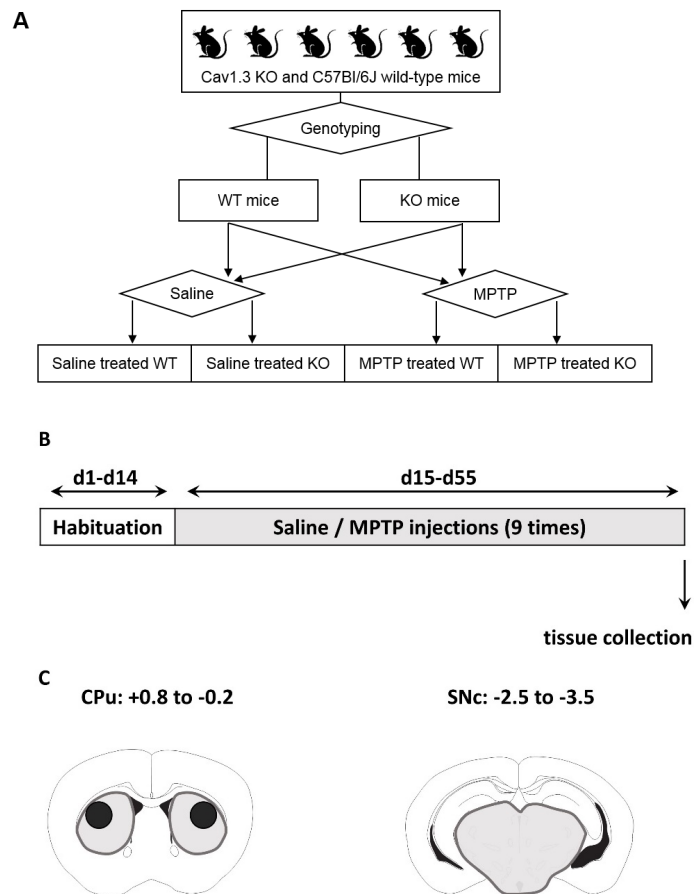 A
Cav1.3 KO and C57Bl/6J wild-type mice
Genotyping
WT mice
KO mice
Saline
MPTP
Saline treated WT
Saline treated KO
MPTP treated WT
MPTP treated KO
B
d1-d14
d15-d55
Habituation
Saline / MPTP injections (9 times)
tissue collection
C
CPu: +0.8 to -0.2
SNc: -2.5 to -3.5